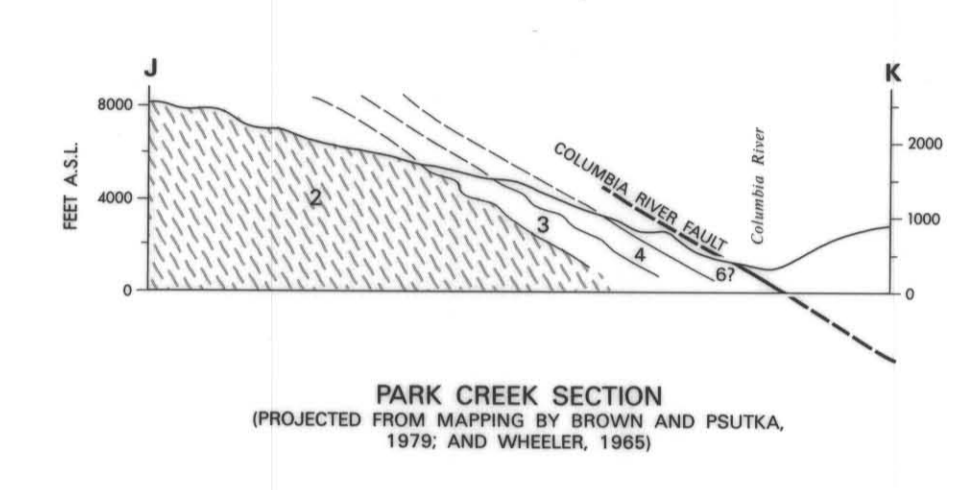 J
K
8000
4000
0
FEET A.S.L.
2000
1000
0
COLUMBIA RIVER FAULT
Columbia River
2
3
4
6?
PARK CREEK SECTION
(PROJECTED FROM MAPPING BY BROWN AND PSUTKA,
1979; AND WHEELER, 1965)